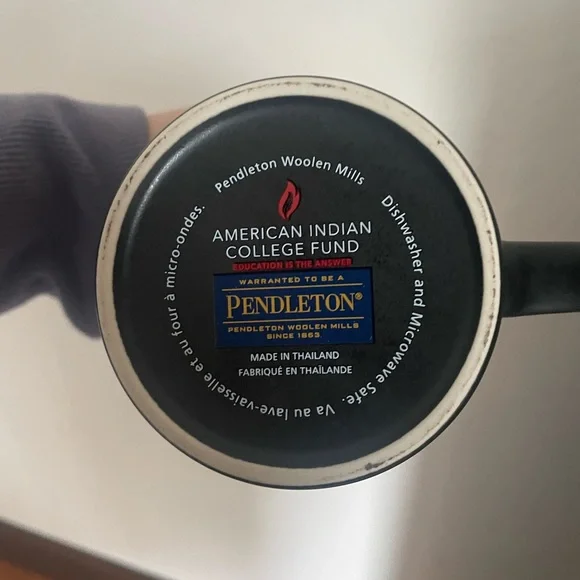 Pendleton Woolen Mills
Dishwasher and Microwave Safe.
Va au lave-vaisselle et au four à micro-ondes.
AMERICAN INDIAN
COLLEGE FUND
EDUCATION IS THE ANSWER
WARRANTED TO BE A
PENDLETON®
PENDLETON WOOLEN MILLS
SINCE 1863
MADE IN THAILAND
FABRIQUÉ EN THAÏLANDE